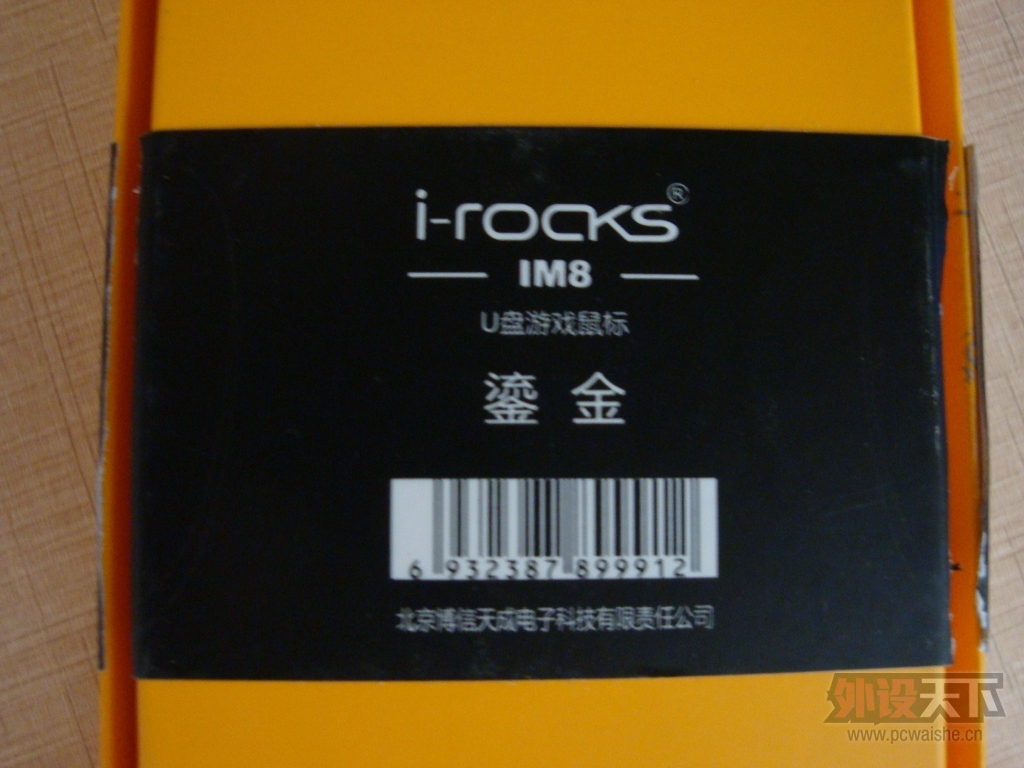 i-rocks®
IM8
U盘游戏鼠标
鎏金
6 932387 899912
北京博信天成电子科技有限责任公司
外设天下
www.pcwaishe.cn